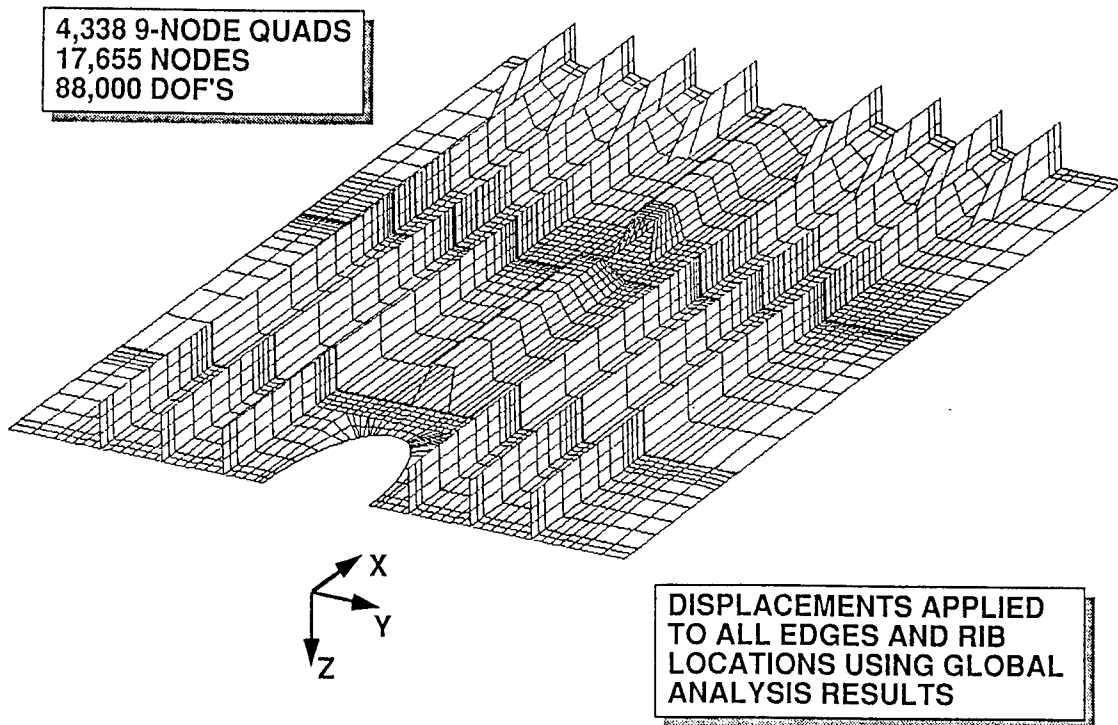 4,338 9-NODE QUADS
17,655 NODES
88,000 DOF'S
X
Y
Z
DISPLACEMENTS APPLIED
TO ALL EDGES AND RIB
LOCATIONS USING GLOBAL
ANALYSIS RESULTS